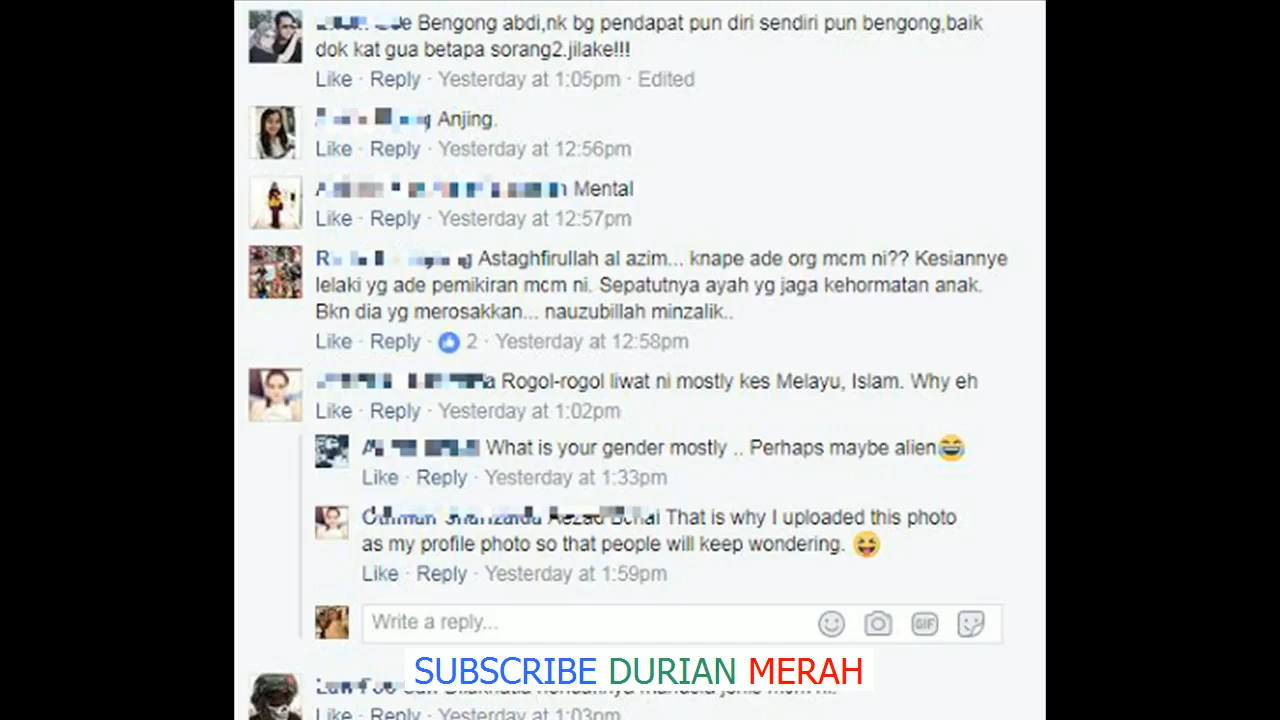 Bengong abdi,nk bg pendapat pun diri sendiri pun bengong,baik
dok kat gua betapa sorang2.jilake!!!
Like · Reply · Yesterday at 1:05pm · Edited
Anjing.
Like · Reply · Yesterday at 12:56pm
Mental
Like · Reply · Yesterday at 12:57pm
Astaghfirullah al azim... knape ade org mcm ni?? Kesiannye
lelaki yg ade pemikiran mcm ni. Sepatutnya ayah yg jaga kehormatan anak.
Bkn dia yg merosakkan... nauzubillah minzalik..
Like · Reply · 2 · Yesterday at 12:58pm
Rogol-rogol liwat ni mostly kes Melayu, Islam. Why eh
Like · Reply · Yesterday at 1:02pm
What is your gender mostly .. Perhaps maybe alien😂
Like · Reply · Yesterday at 1:33pm
That is why I uploaded this photo
as my profile photo so that people will keep wondering. 😝
Like · Reply · Yesterday at 1:59pm
Write a reply...
GIF
SUBSCRIBE DURIAN MERAH
Like · Reply · Yesterday at 1:03pm